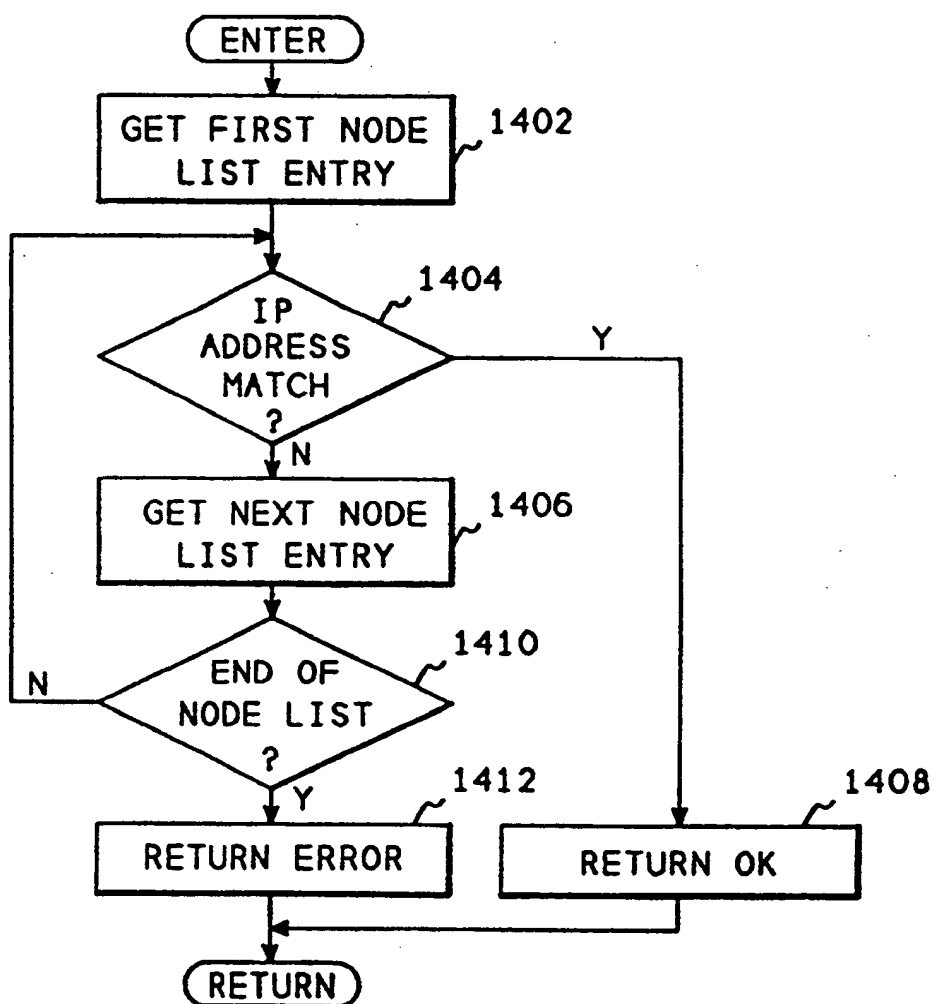 ENTER
GET FIRST NODE
LIST ENTRY
1402
IP
ADDRESS
MATCH
?
1404
Y
N
GET NEXT NODE
LIST ENTRY
1406
END OF
NODE LIST
?
1410
N
Y
RETURN ERROR
1412
RETURN OK
1408
RETURN